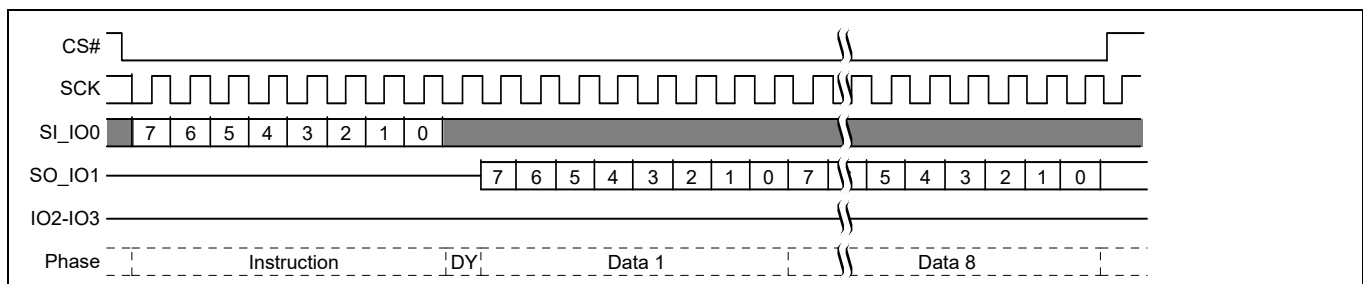 CS#
SCK
SI_IO0 7 6 5 4 3 2 1 0
SO_IO1 7 6 5 4 3 2 1 0 7 5 4 3 2 1 0
IO2-IO3
Phase Instruction DY Data 1 Data 8